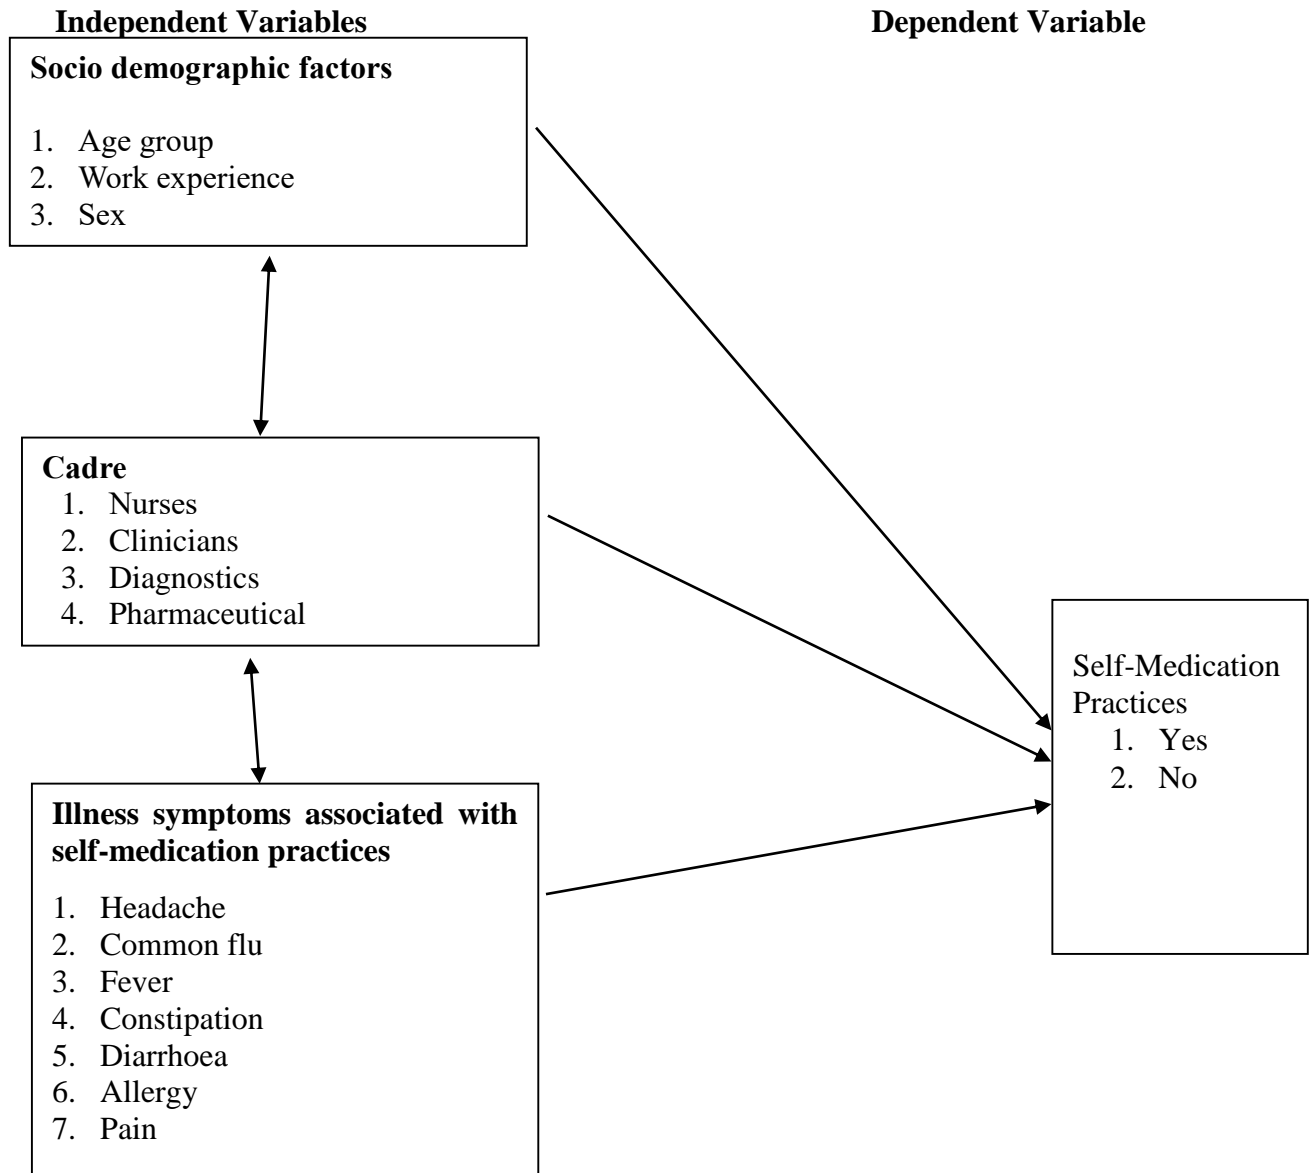 Independent Variables
Dependent Variable
Socio demographic factors
1. Age group
2. Work experience
3. Sex
Cadre
1. Nurses
2. Clinicians
3. Diagnostics
4. Pharmaceutical
Illness symptoms associated with
self-medication practices
1. Headache
2. Common flu
3. Fever
4. Constipation
5. Diarrhoea
6. Allergy
7. Pain
Self-Medication
Practices
1. Yes
2. No